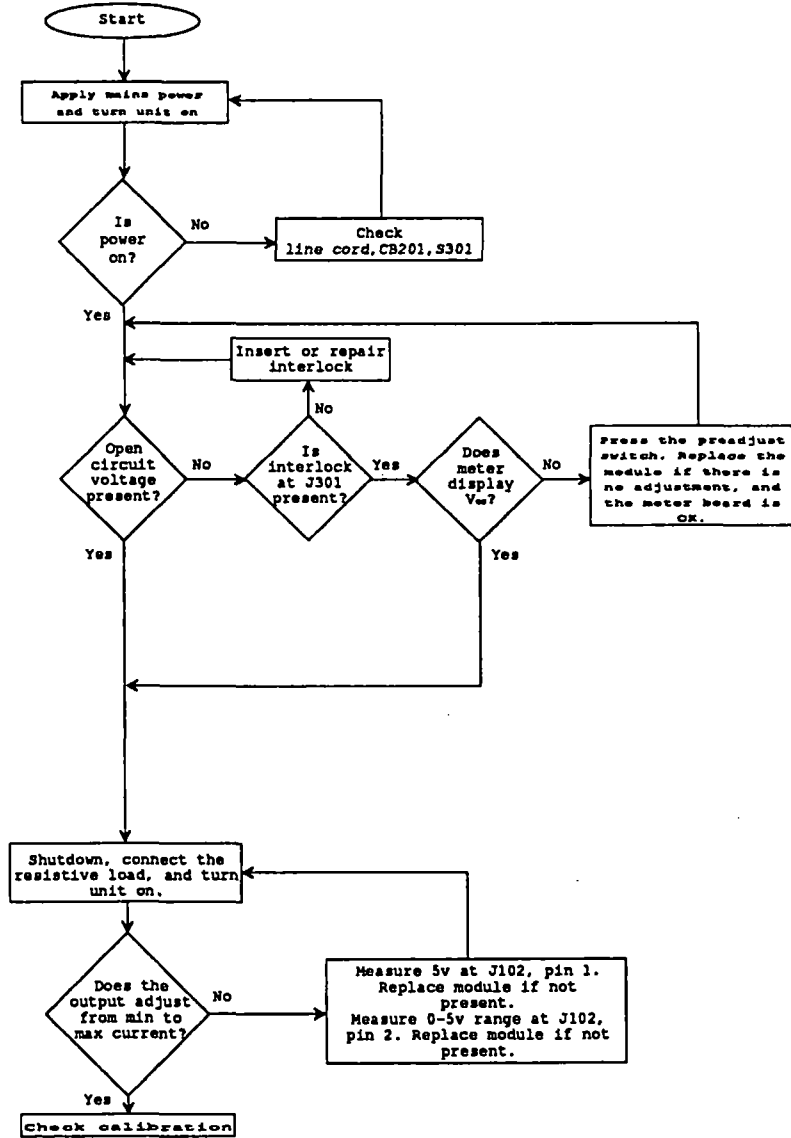 Start
Apply mains power
and turn unit on
Is
power
on?
No
Check
line cord,CB201,S301
Yes
Insert or repair
interlock
No
Open
circuit
voltage
present?
No
Is
interlock
at J301
present?
Yes
Does
meter
display
No
Press the preadjust
switch. Replace the
module if there is
no adjustment, and
the meter board is
OK.
Yes
Yes
Shutdown, connect the
resistive load, and turn
unit on.
Does the
output adjust
from min to
max current?
No
Measure 5v at J102, pin 1.
Replace module if not
present.
Measure 0-5v range at J102,
pin 2. Replace module if not
present.
Yes
Check calibration